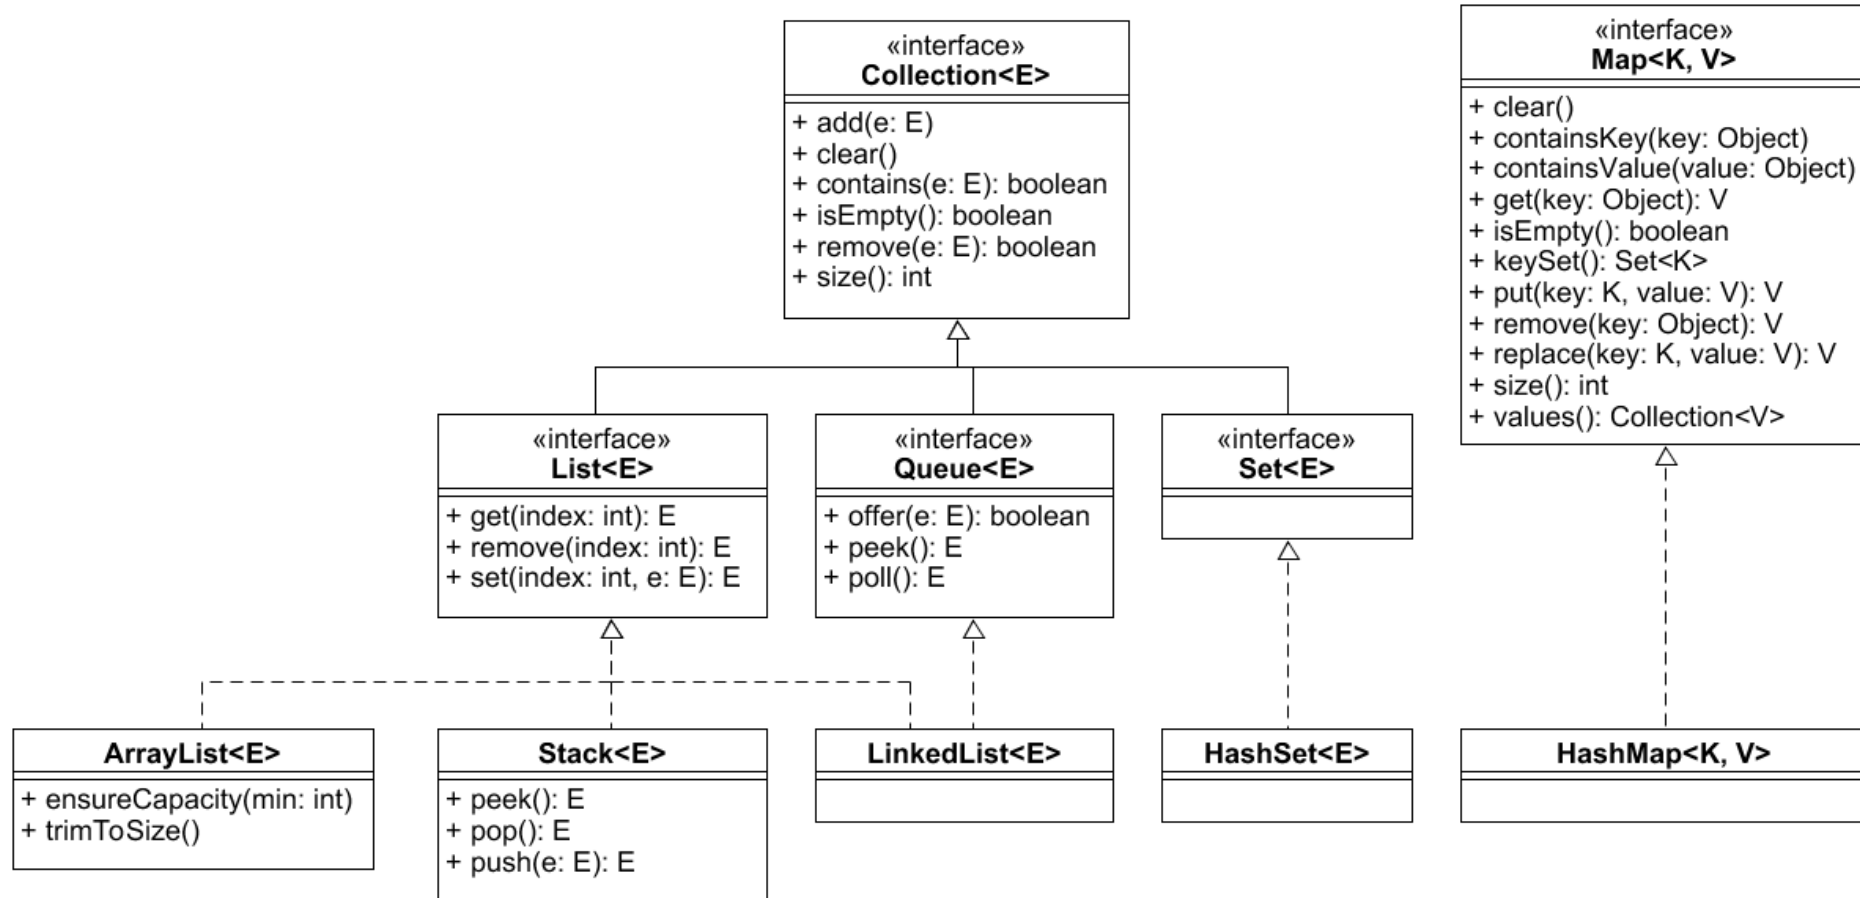 «interface»
Collection<E>
+ add(e: E)
+ clear()
+ contains(e: E): boolean
+ isEmpty(): boolean
+ remove(e: E): boolean
+ size(): int
«interface»
Map<K, V>
+ clear()
+ containsKey(key: Object)
+ containsValue(value: Object)
+ get(key: Object): V
+ isEmpty(): boolean
+ keySet(): Set<K>
+ put(key: K, value: V): V
+ remove(key: Object): V
+ replace(key: K, value: V): V
+ size(): int
+ values(): Collection<V>
«interface»
List<E>
+ get(index: int): E
+ remove(index: int): E
+ set(index: int, e: E): E
«interface»
Queue<E>
+ offer(e: E): boolean
+ peek(): E
+ poll(): E
«interface»
Set<E>
ArrayList<E>
+ ensureCapacity(min: int)
+ trimToSize()
Stack<E>
+ peek(): E
+ pop(): E
+ push(e: E): E
LinkedList<E>
HashSet<E>
HashMap<K, V>